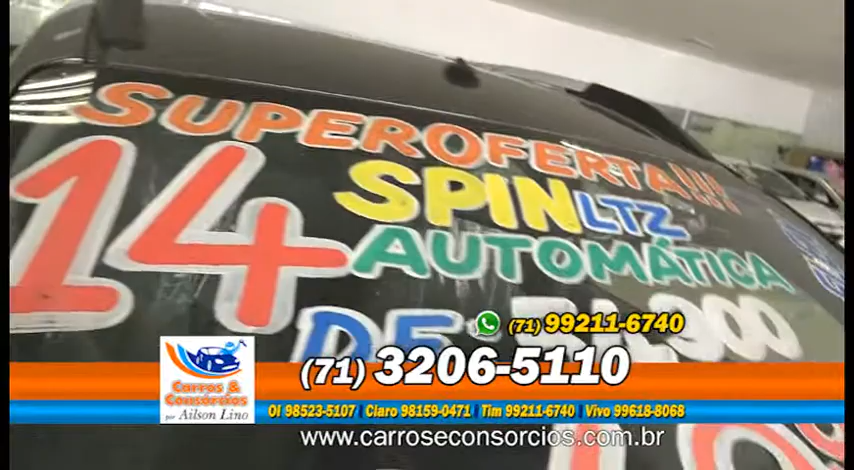 SUPEROFERTA!!!!
14 SPIN LTZ
AUTOMÁTICA
DE
(71) 99211-6740
(71) 3206-5110
Carros &
Consórcios
por Ailson Lino
OI 98523-5107 | Claro 98159-0471 | Tim 99211-6740 | Vivo 99618-8068
www.carroseconsorcios.com.br